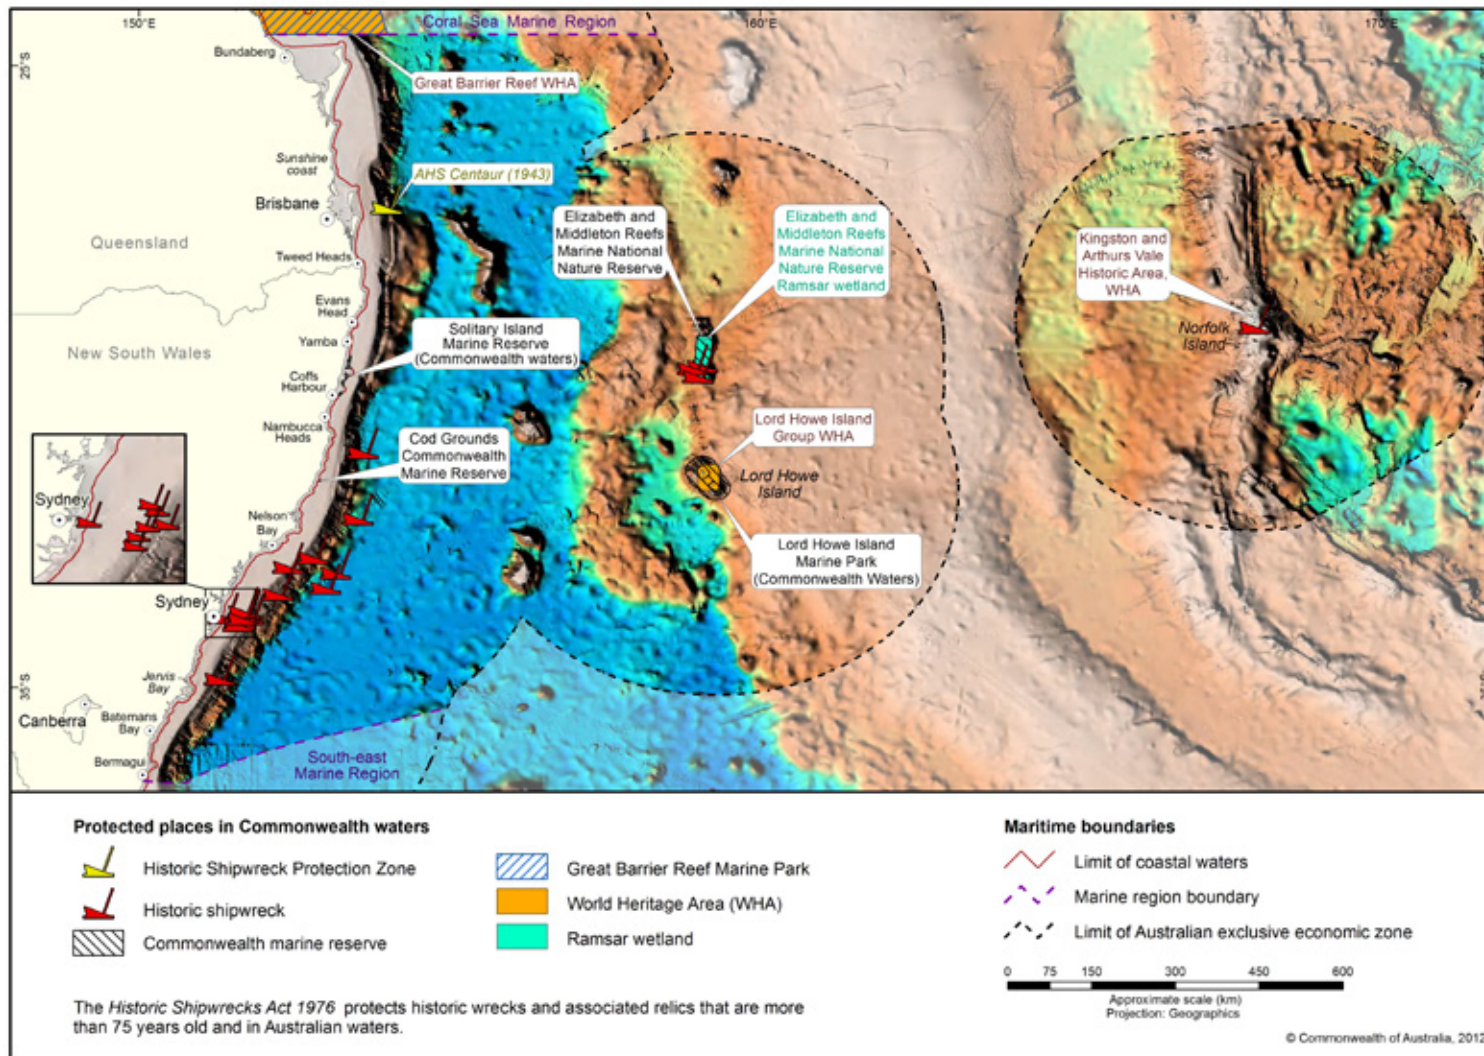 150°E
Coral Sea Marine Region
160°E
170°E
25°S
Bundaberg
Great Barrier Reef WHA
Sunshine
coast
AHS Centaur (1943)
Brisbane
Elizabeth and
Middleton Reefs
Marine National
Nature Reserve
Elizabeth and
Middleton Reefs
Marine National
Nature Reserve
Ramsar wetland
Kingston and
Arthurs Vale
Historic Area,
WHA
Queensland
Tweed Heads
Evans
Head
Solitary Island
Marine Reserve
(Commonwealth waters)
Norfolk
Island
New South Wales
Yamba
Coffs
Harbour
Nambucca
Heads
Lord Howe Island
Group WHA
Cod Grounds
Commonwealth
Marine Reserve
Lord Howe
Island
Sydney
Nelson
Bay
Lord Howe Island
Marine Park
(Commonwealth Waters)
Sydney
Jervis
Bay
35°S
Canberra
Batemans
Bay
Bermagui
South-east
Marine Region
Protected places in Commonwealth waters
Historic Shipwreck Protection Zone
Historic shipwreck
Commonwealth marine reserve
Great Barrier Reef Marine Park
World Heritage Area (WHA)
Ramsar wetland
Maritime boundaries
Limit of coastal waters
Marine region boundary
Limit of Australian exclusive economic zone
0 75 150 300 450 600
Approximate scale (km)
Projection: Geographics
The Historic Shipwrecks Act 1976 protects historic wrecks and associated relics that are more
than 75 years old and in Australian waters.
© Commonwealth of Australia, 2012